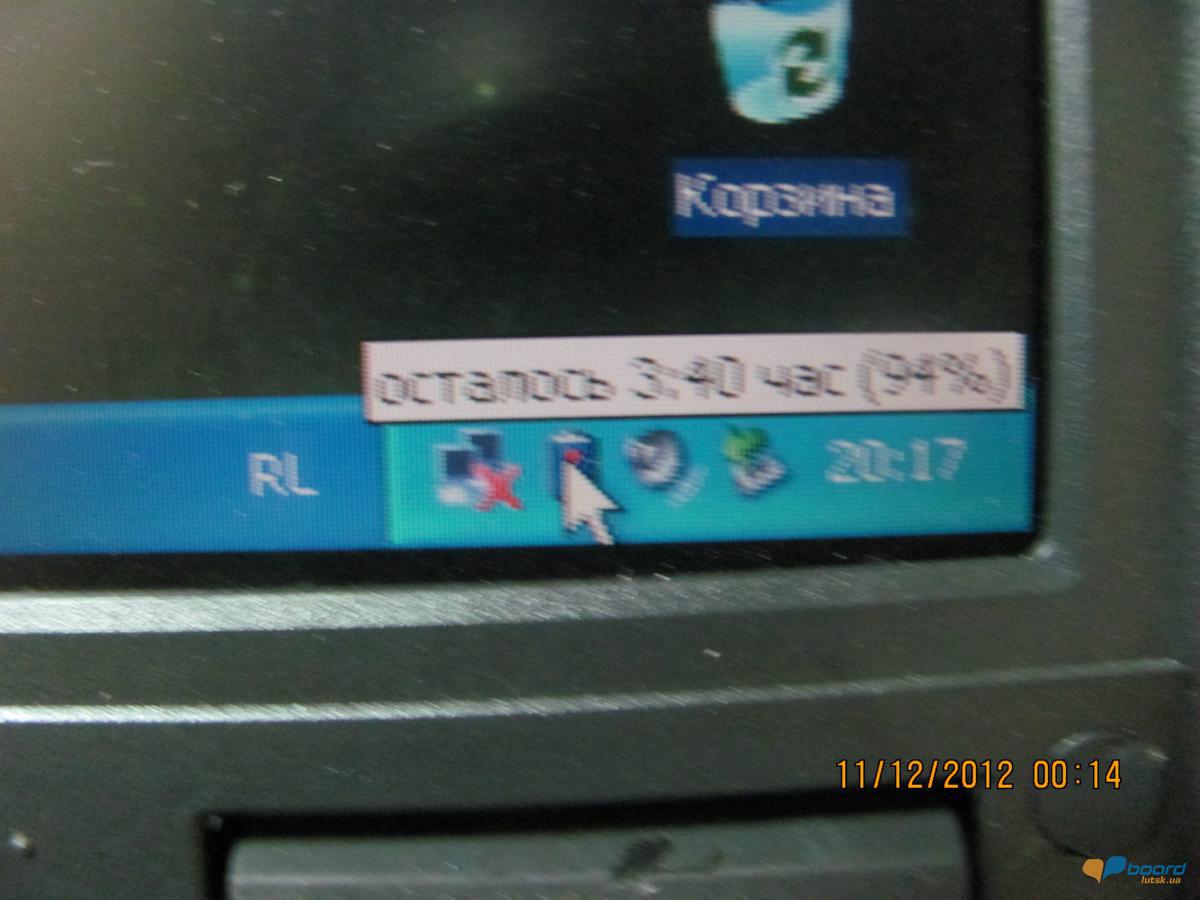 Корзина
осталось 3:40 час (94%)
RL
20:17
11/12/2012 00:14
board
lutsk.ua